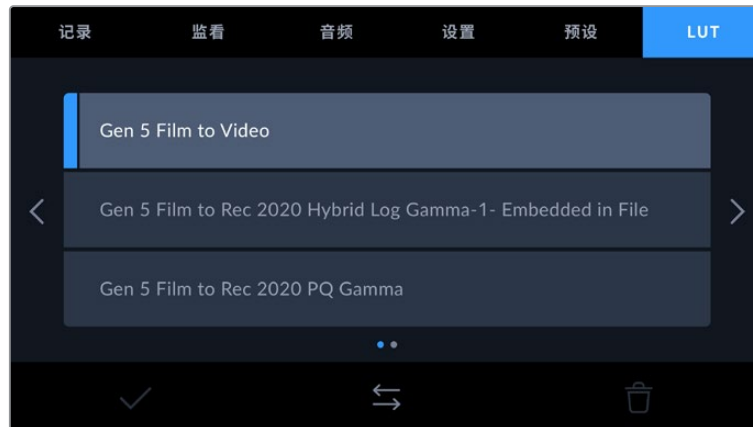 记录 监看 音频 设置 预设 LUT
Gen 5 Film to Video
Gen 5 Film to Rec 2020 Hybrid Log Gamma-1- Embedded in File
Gen 5 Film to Rec 2020 PQ Gamma